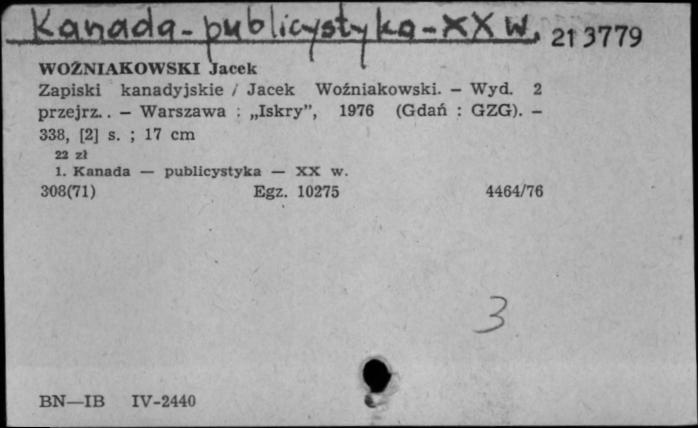 Kanada-publicystyka-XX w. 213779
WOŹNIAKOWSKI Jacek
Zapiski kanadyjskie / Jacek Woźniakowski. — Wyd. 2
przejrz.. — Warszawa : „Iskry”, 1976 (Gdań : GZG). —
338, [2] s. ; 17 cm
22 zł
1. Kanada — publicystyka — XX w.
308(71) Egz. 10275 4464/76
3
BN—IB IV-2440